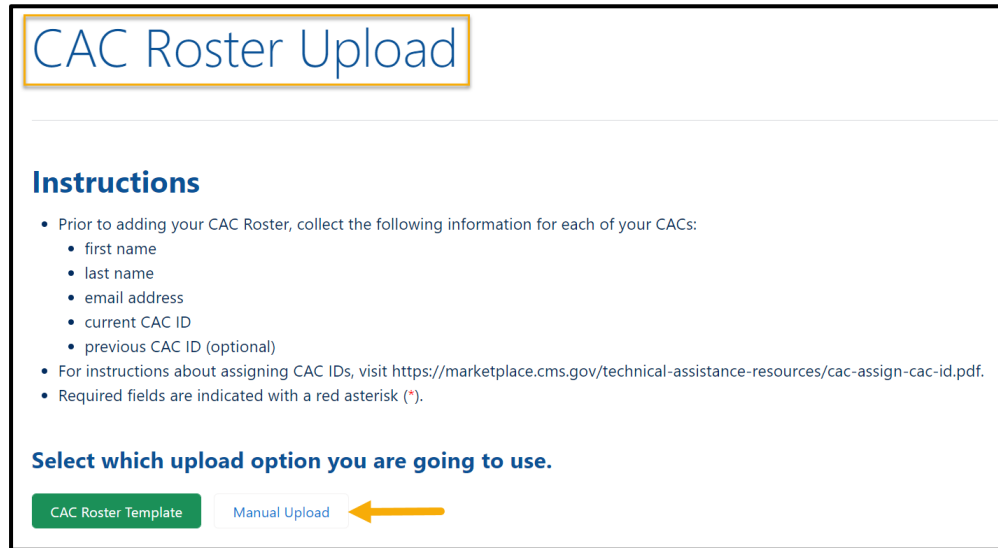 CAC Roster Upload
Instructions
• Prior to adding your CAC Roster, collect the following information for each of your CACs:
• first name
• last name
• email address
• current CAC ID
• previous CAC ID (optional)
• For instructions about assigning CAC IDs, visit https://marketplace.cms.gov/technical-assistance-resources/cac-assign-cac-id.pdf.
• Required fields are indicated with a red asterisk (*).
Select which upload option you are going to use.
CAC Roster Template Manual Upload